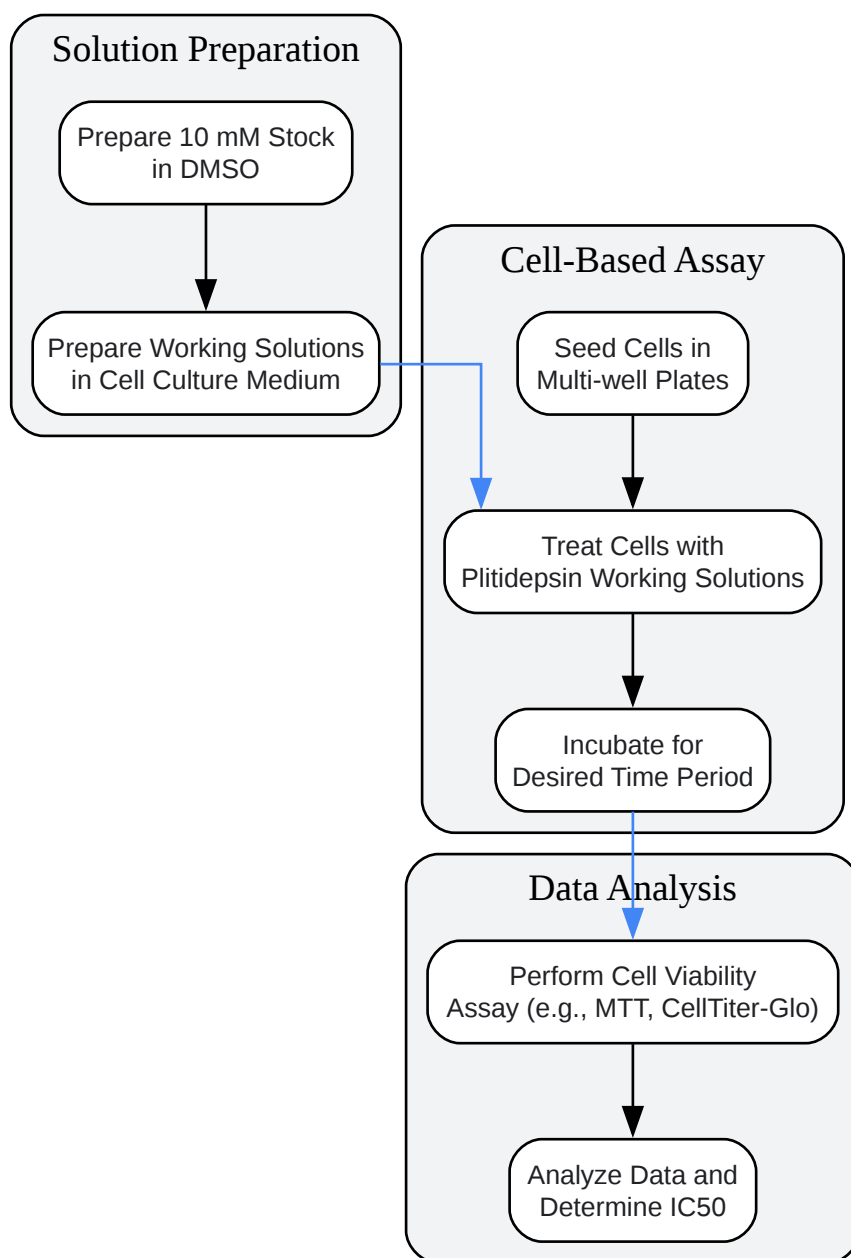 Solution Preparation
Prepare 10 mM Stock
in DMSO
Prepare Working Solutions
in Cell Culture Medium
Cell-Based Assay
Seed Cells in
Multi-well Plates
Treat Cells with
Plitidepsin Working Solutions
Incubate for
Desired Time Period
Data Analysis
Perform Cell Viability
Assay (e.g., MTT, CellTiter-Glo)
Analyze Data and
Determine IC50